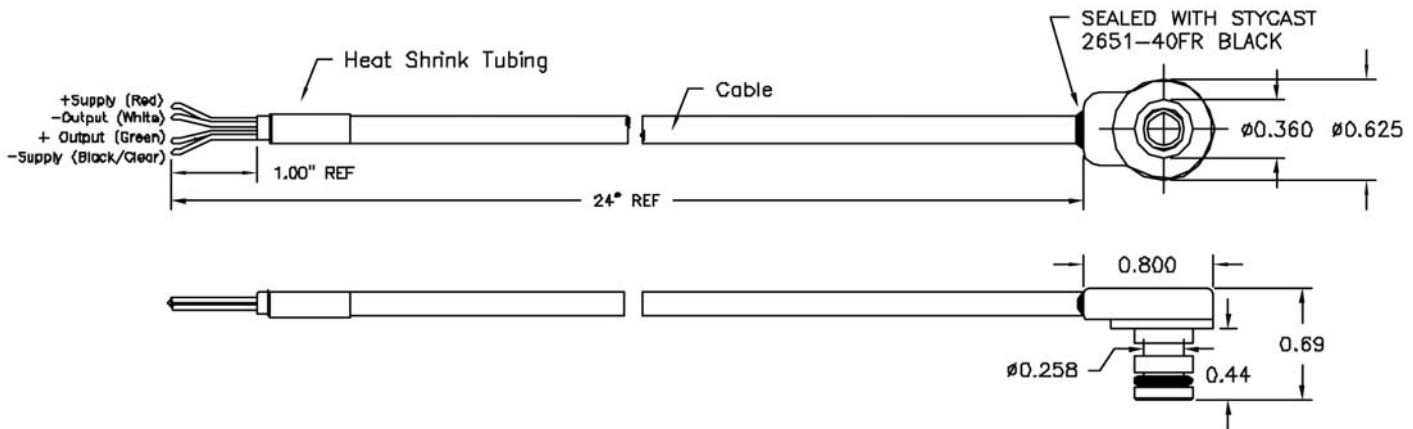 SEALED WITH STYCAST
2651-40FR BLACK
Heat Shrink Tubing
Cable
+Supply (Red)
-Output (White)
+ Output (Green)
-Supply (Black/Clear)
ø0.360
ø0.625
1.00" REF
24" REF
0.800
0.69
ø0.258
0.44